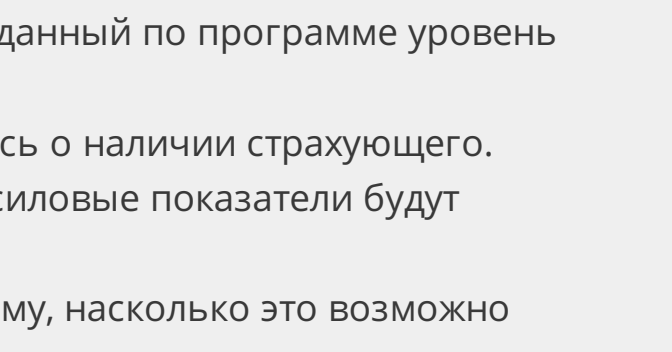 данный по программе уровень
сь о наличии страхующего.
силовые показатели будут
му, насколько это возможно